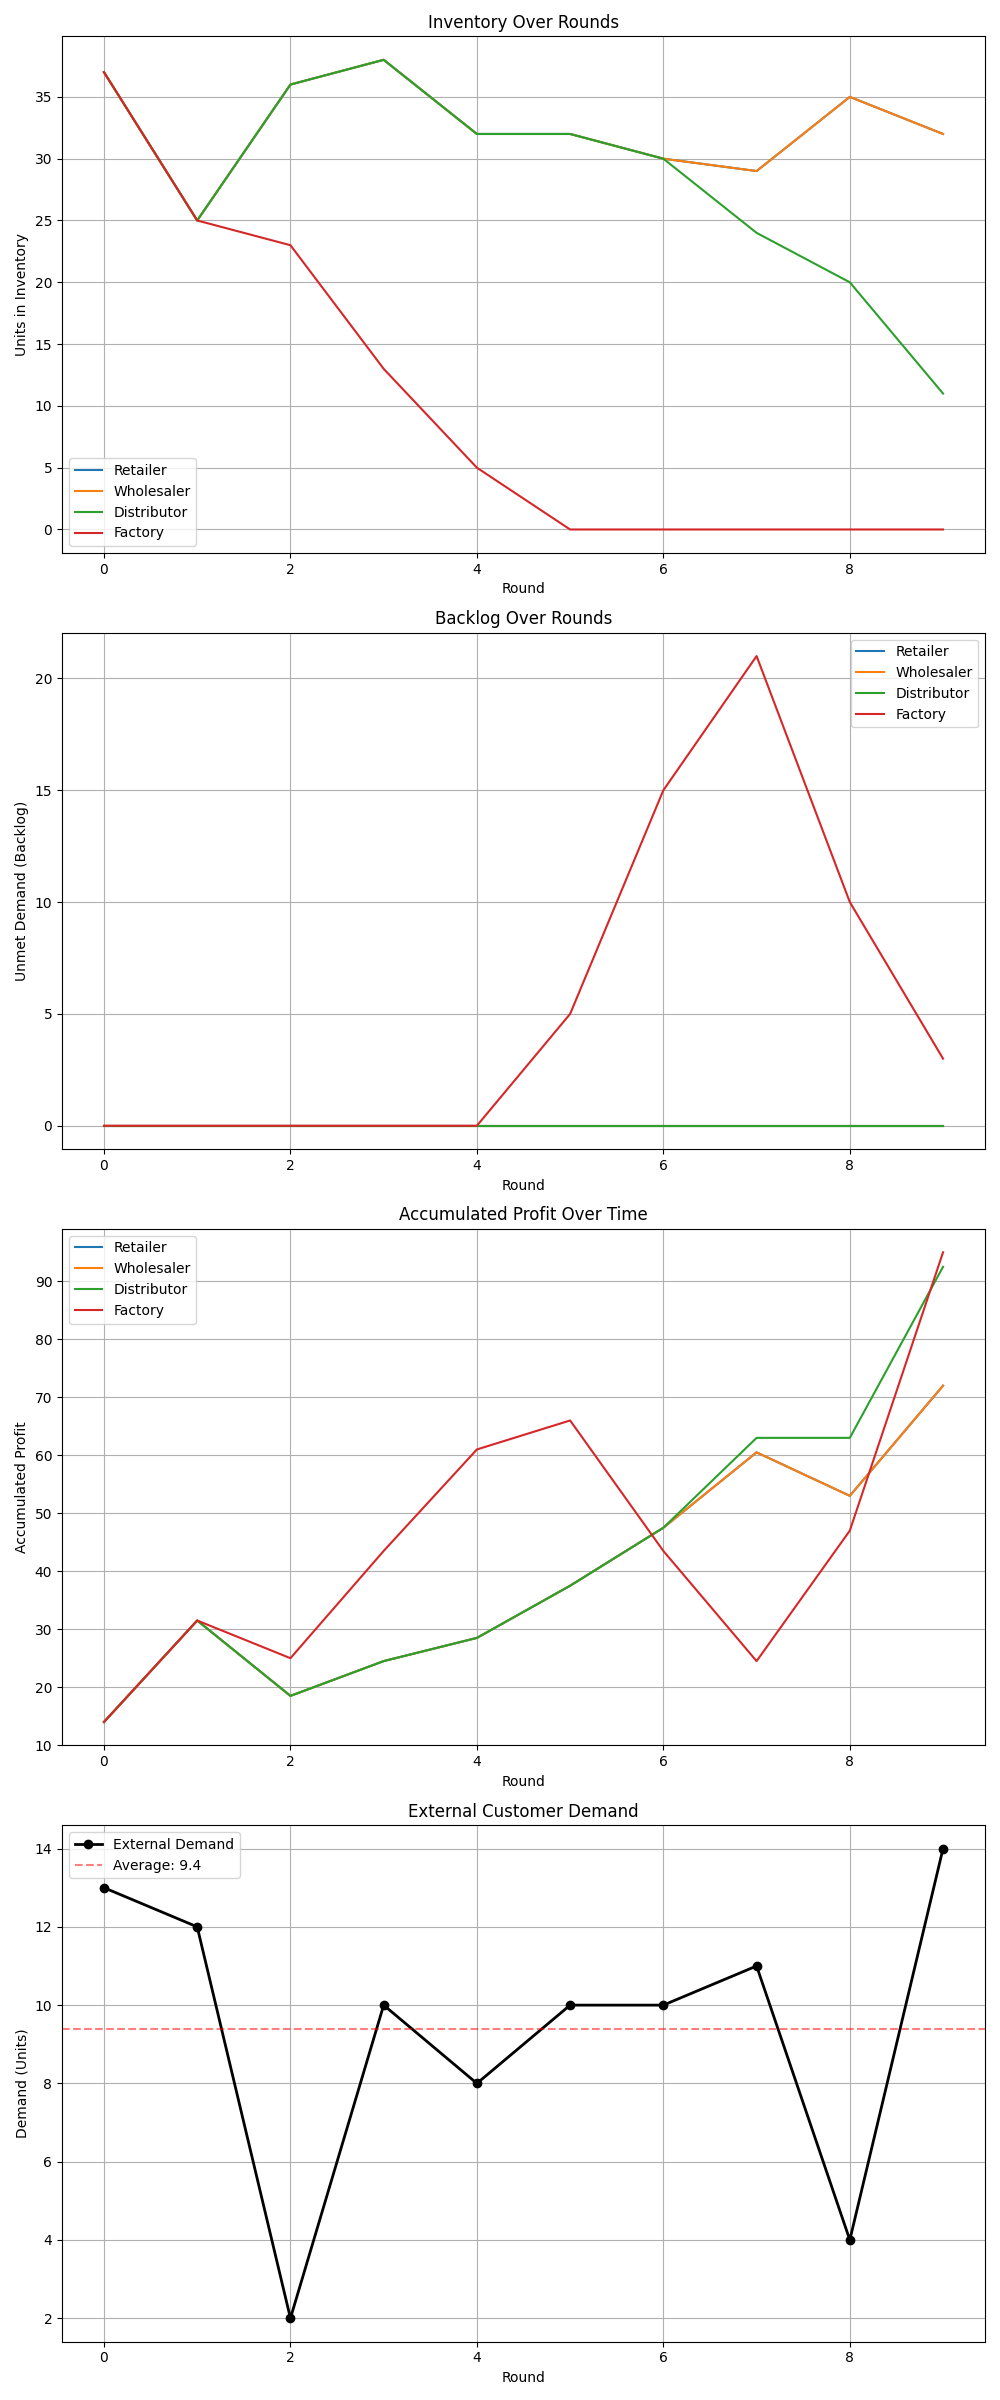 Inventory Over Rounds
Units in Inventory
35
30
25
20
15
10
5
0
Retailer
Wholesaler
Distributor
Factory
0 2 4 6 8
Round
Backlog Over Rounds
Unmet Demand (Backlog)
20
15
10
5
0
Retailer
Wholesaler
Distributor
Factory
0 2 4 6 8
Round
Accumulated Profit Over Time
Accumulated Profit
90
80
70
60
50
40
30
20
10
Retailer
Wholesaler
Distributor
Factory
0 2 4 6 8
Round
External Customer Demand
Demand (Units)
14
12
10
8
6
4
2
External Demand
Average: 9.4
0 2 4 6 8
Round